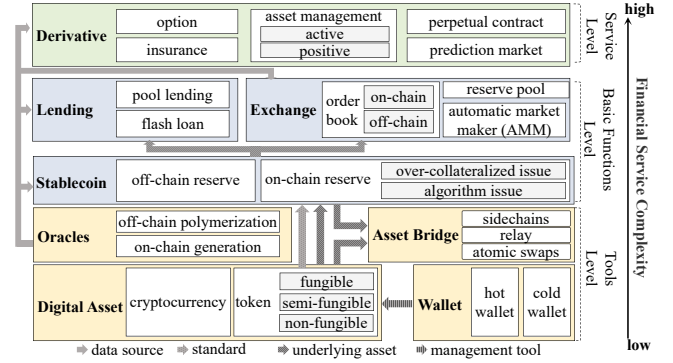 high
Derivative
option
insurance
asset management
active
positive
perpetual contract
prediction market
Service
Level
Lending
pool lending
flash loan
Exchange
order
book
on-chain
off-chain
reserve pool
automatic market
maker (AMM)
Basic Functions
Level
Stablecoin
off-chain reserve
on-chain reserve
over-collateralized issue
algorithm issue
Oracles
off-chain polymerization
on-chain generation
Asset Bridge
sidechains
relay
atomic swaps
Tools
Level
Digital Asset
cryptocurrency
token
fungible
semi-fungible
non-fungible
Wallet
hot
wallet
cold
wallet
Financial Service Complexity
low
data source
standard
underlying asset
management tool